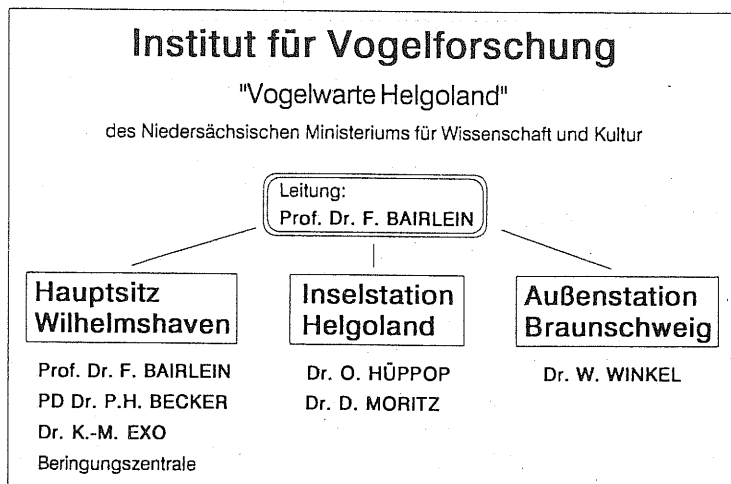 Institut für Vogelforschung
"Vogelwarte Helgoland"
des Niedersächsischen Ministeriums für Wissenschaft und Kultur
Leitung:
Prof. Dr. F. BAIRLEIN
Hauptsitz
Wilhelmshaven
Prof. Dr. F. BAIRLEIN
PD Dr. P.H. BECKER
Dr. K.-M. EXO
Beringungszentrale
Inselstation
Helgoland
Dr. O. HÜPPOP
Dr. D. MORITZ
Außenstation
Braunschweig
Dr. W. WINKEL